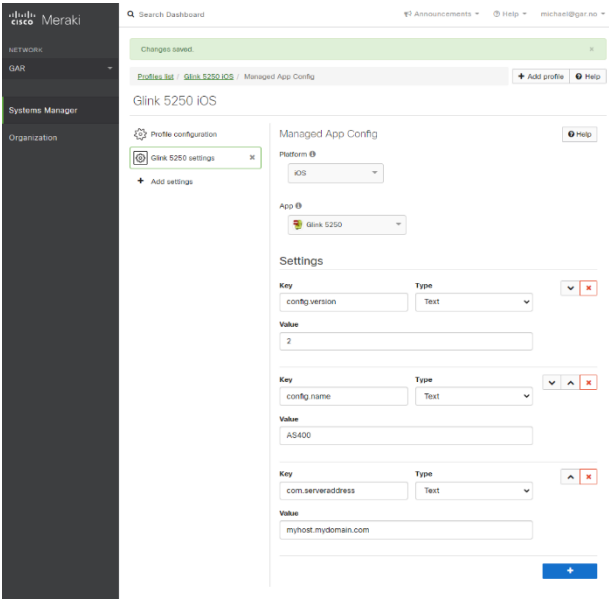 cisco Meraki
Search Dashboard
Announcements
Help
michael@gar.no
NETWORK
GAR
Systems Manager
Organization
Changes saved.
×
Profiles list / Glink 5250 iOS / Managed App Config
+ Add profile
Help
Glink 5250 iOS
Profile configuration
Glink 5250 settings
+ Add settings
Managed App Config
Help
Platform
iOS
App
Glink 5250
Settings
Key Type
config.version Text
Value
2
Key Type
config.name Text
Value
AS400
Key Type
com.serveraddress Text
Value
myhost.mydomain.com
+